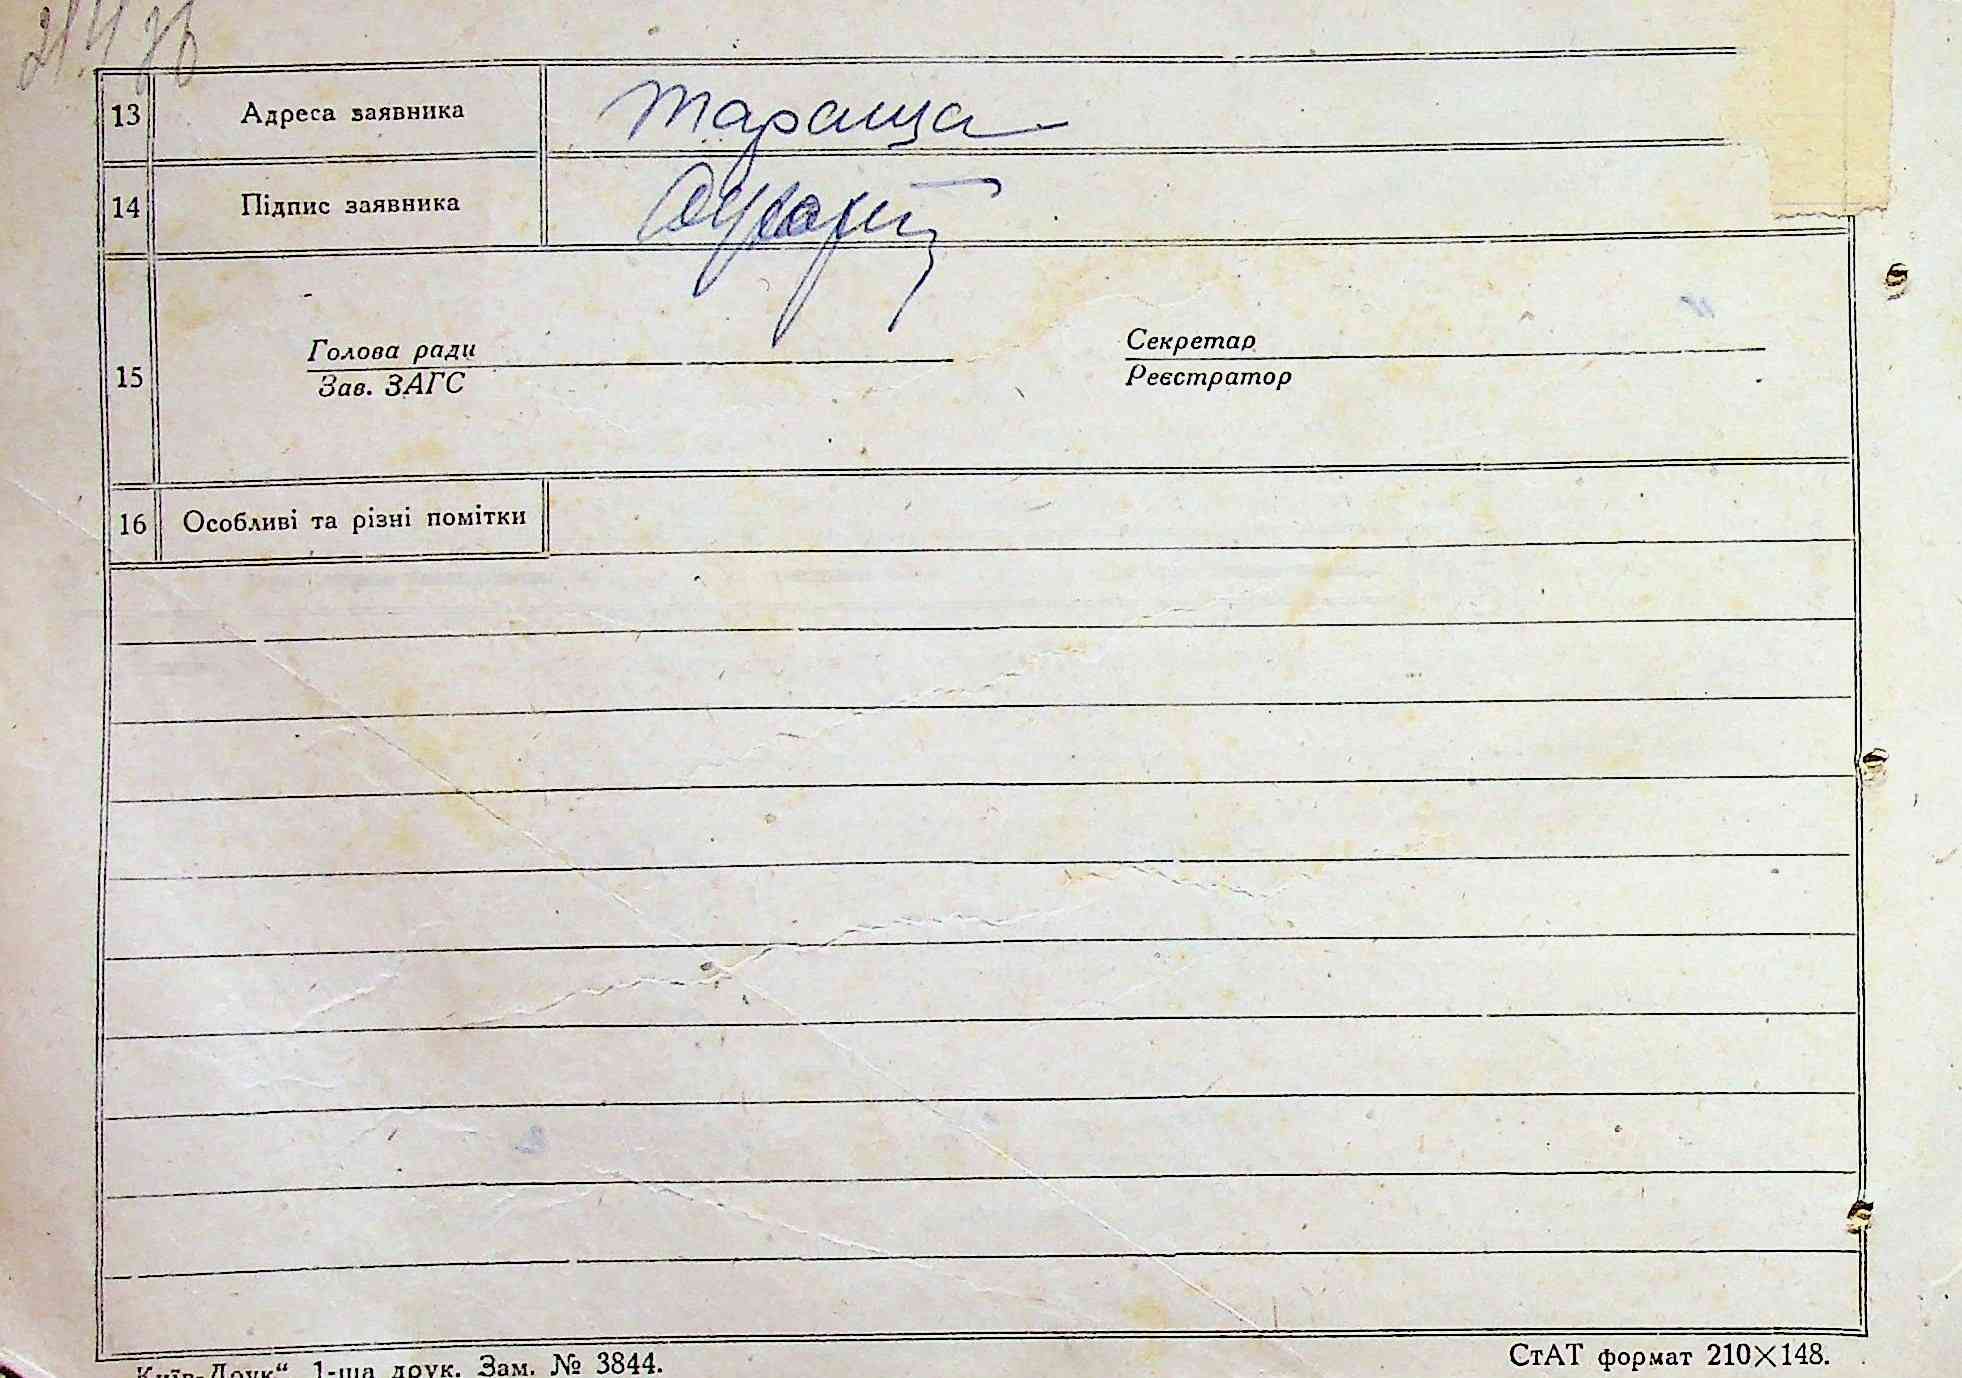 13 Адреса заявника Тараща
14 Підпис заявника
Голова ради Секретар
15
Зав. ЗАГС Реєстратор
16 Особливі та різні помітки
Київ-Друк“ 1-ша друк. Зам. № 3844. СтАТ формат 210×148.